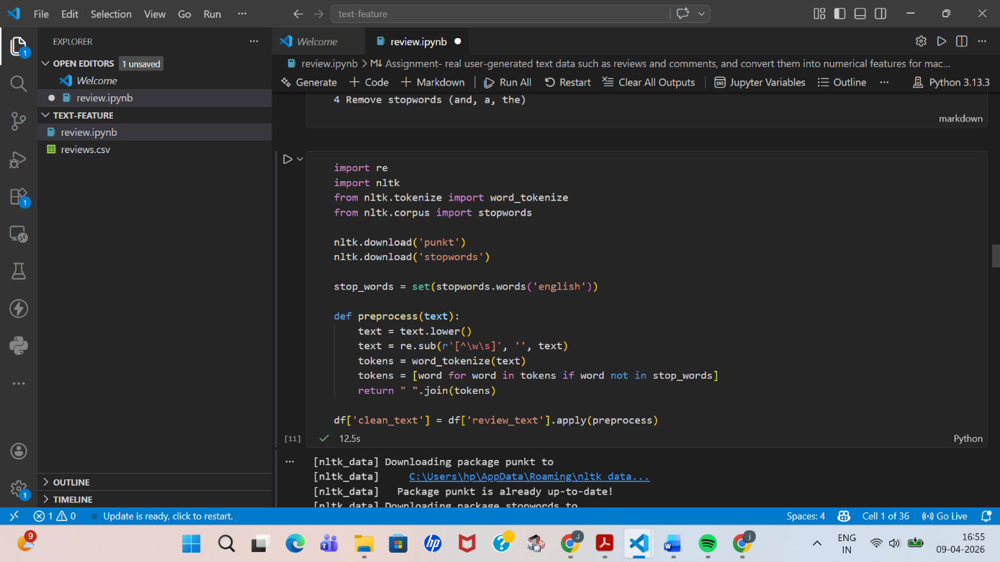 File Edit Selection View Go Run ···
text-feature
EXPLORER
OPEN EDITORS 1 unsaved
Welcome
review.ipynb
TEXT-FEATURE
review.ipynb
reviews.csv
OUTLINE
TIMELINE
1
1
1
Welcome
review.ipynb
review.ipynb > M↓ Assignment- real user-generated text data such as reviews and comments, and convert them into numerical features for mac...
Generate + Code + Markdown | Run All Restart Clear All Outputs | Jupyter Variables Outline ··· Python 3.13.3
4 Remove stopwords (and, a, the)
markdown
import re
import nltk
from nltk.tokenize import word_tokenize
from nltk.corpus import stopwords
nltk.download('punkt')
nltk.download('stopwords')
stop_words = set(stopwords.words('english'))
def preprocess(text):
    text = text.lower()
    text = re.sub(r'[^\w\s]', '', text)
    tokens = word_tokenize(text)
    tokens = [word for word in tokens if word not in stop_words]
    return " ".join(tokens)
df['clean_text'] = df['review_text'].apply(preprocess)
[11] ✓ 12.5s Python
[nltk_data] Downloading package punkt to
[nltk_data]     C:\Users\hp\AppData\Roaming\nltk_data...
[nltk_data]   Package punkt is already up-to-date!
[nltk_data] Downloading package stopwords to
1 0 Update is ready, click to restart. Spaces: 4 Cell 1 of 36 Go Live
9
hp
J
j
ENG
IN
16:55
09-04-2026